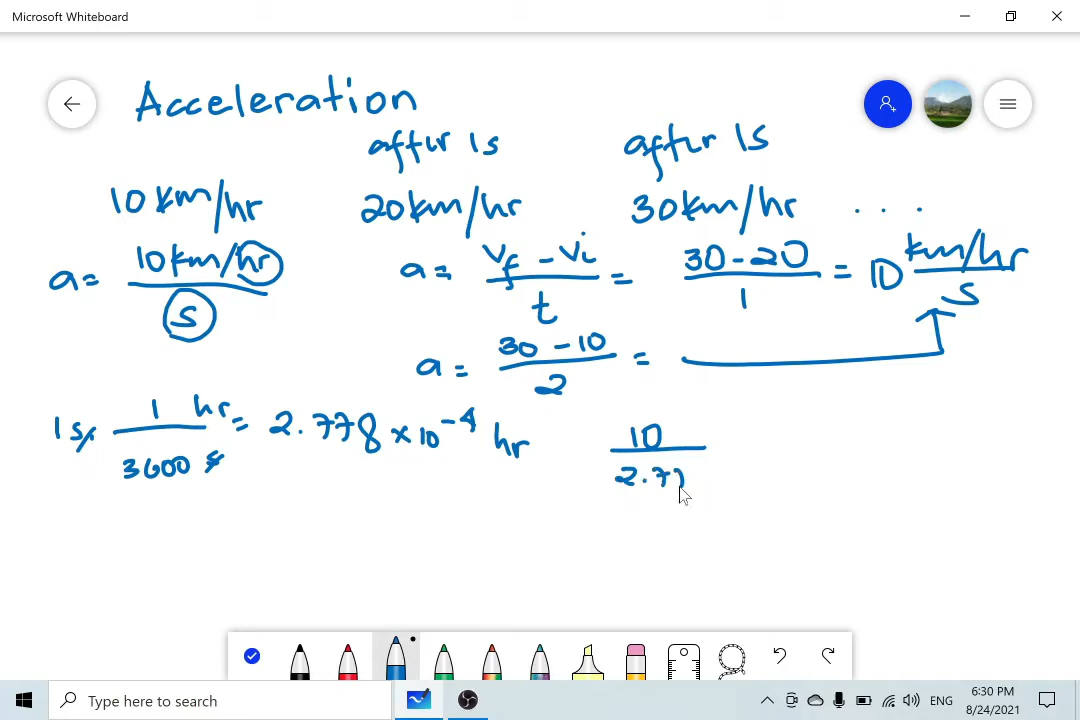 Microsoft Whiteboard
Acceleration
after 1s after 1s
10 km/hr 20 km/hr 30 km/hr ...
a = 10 km/hr / s a = Vf - Vi / t = 30 - 20 / 1 = 10 km/hr / s
a = 30 - 10 / 2 =
1 s × 1 hr / 3600 s = 2.778 × 10^-4 hr 10 / 2.77
Type here to search
ENG
6:30 PM
8/24/2021